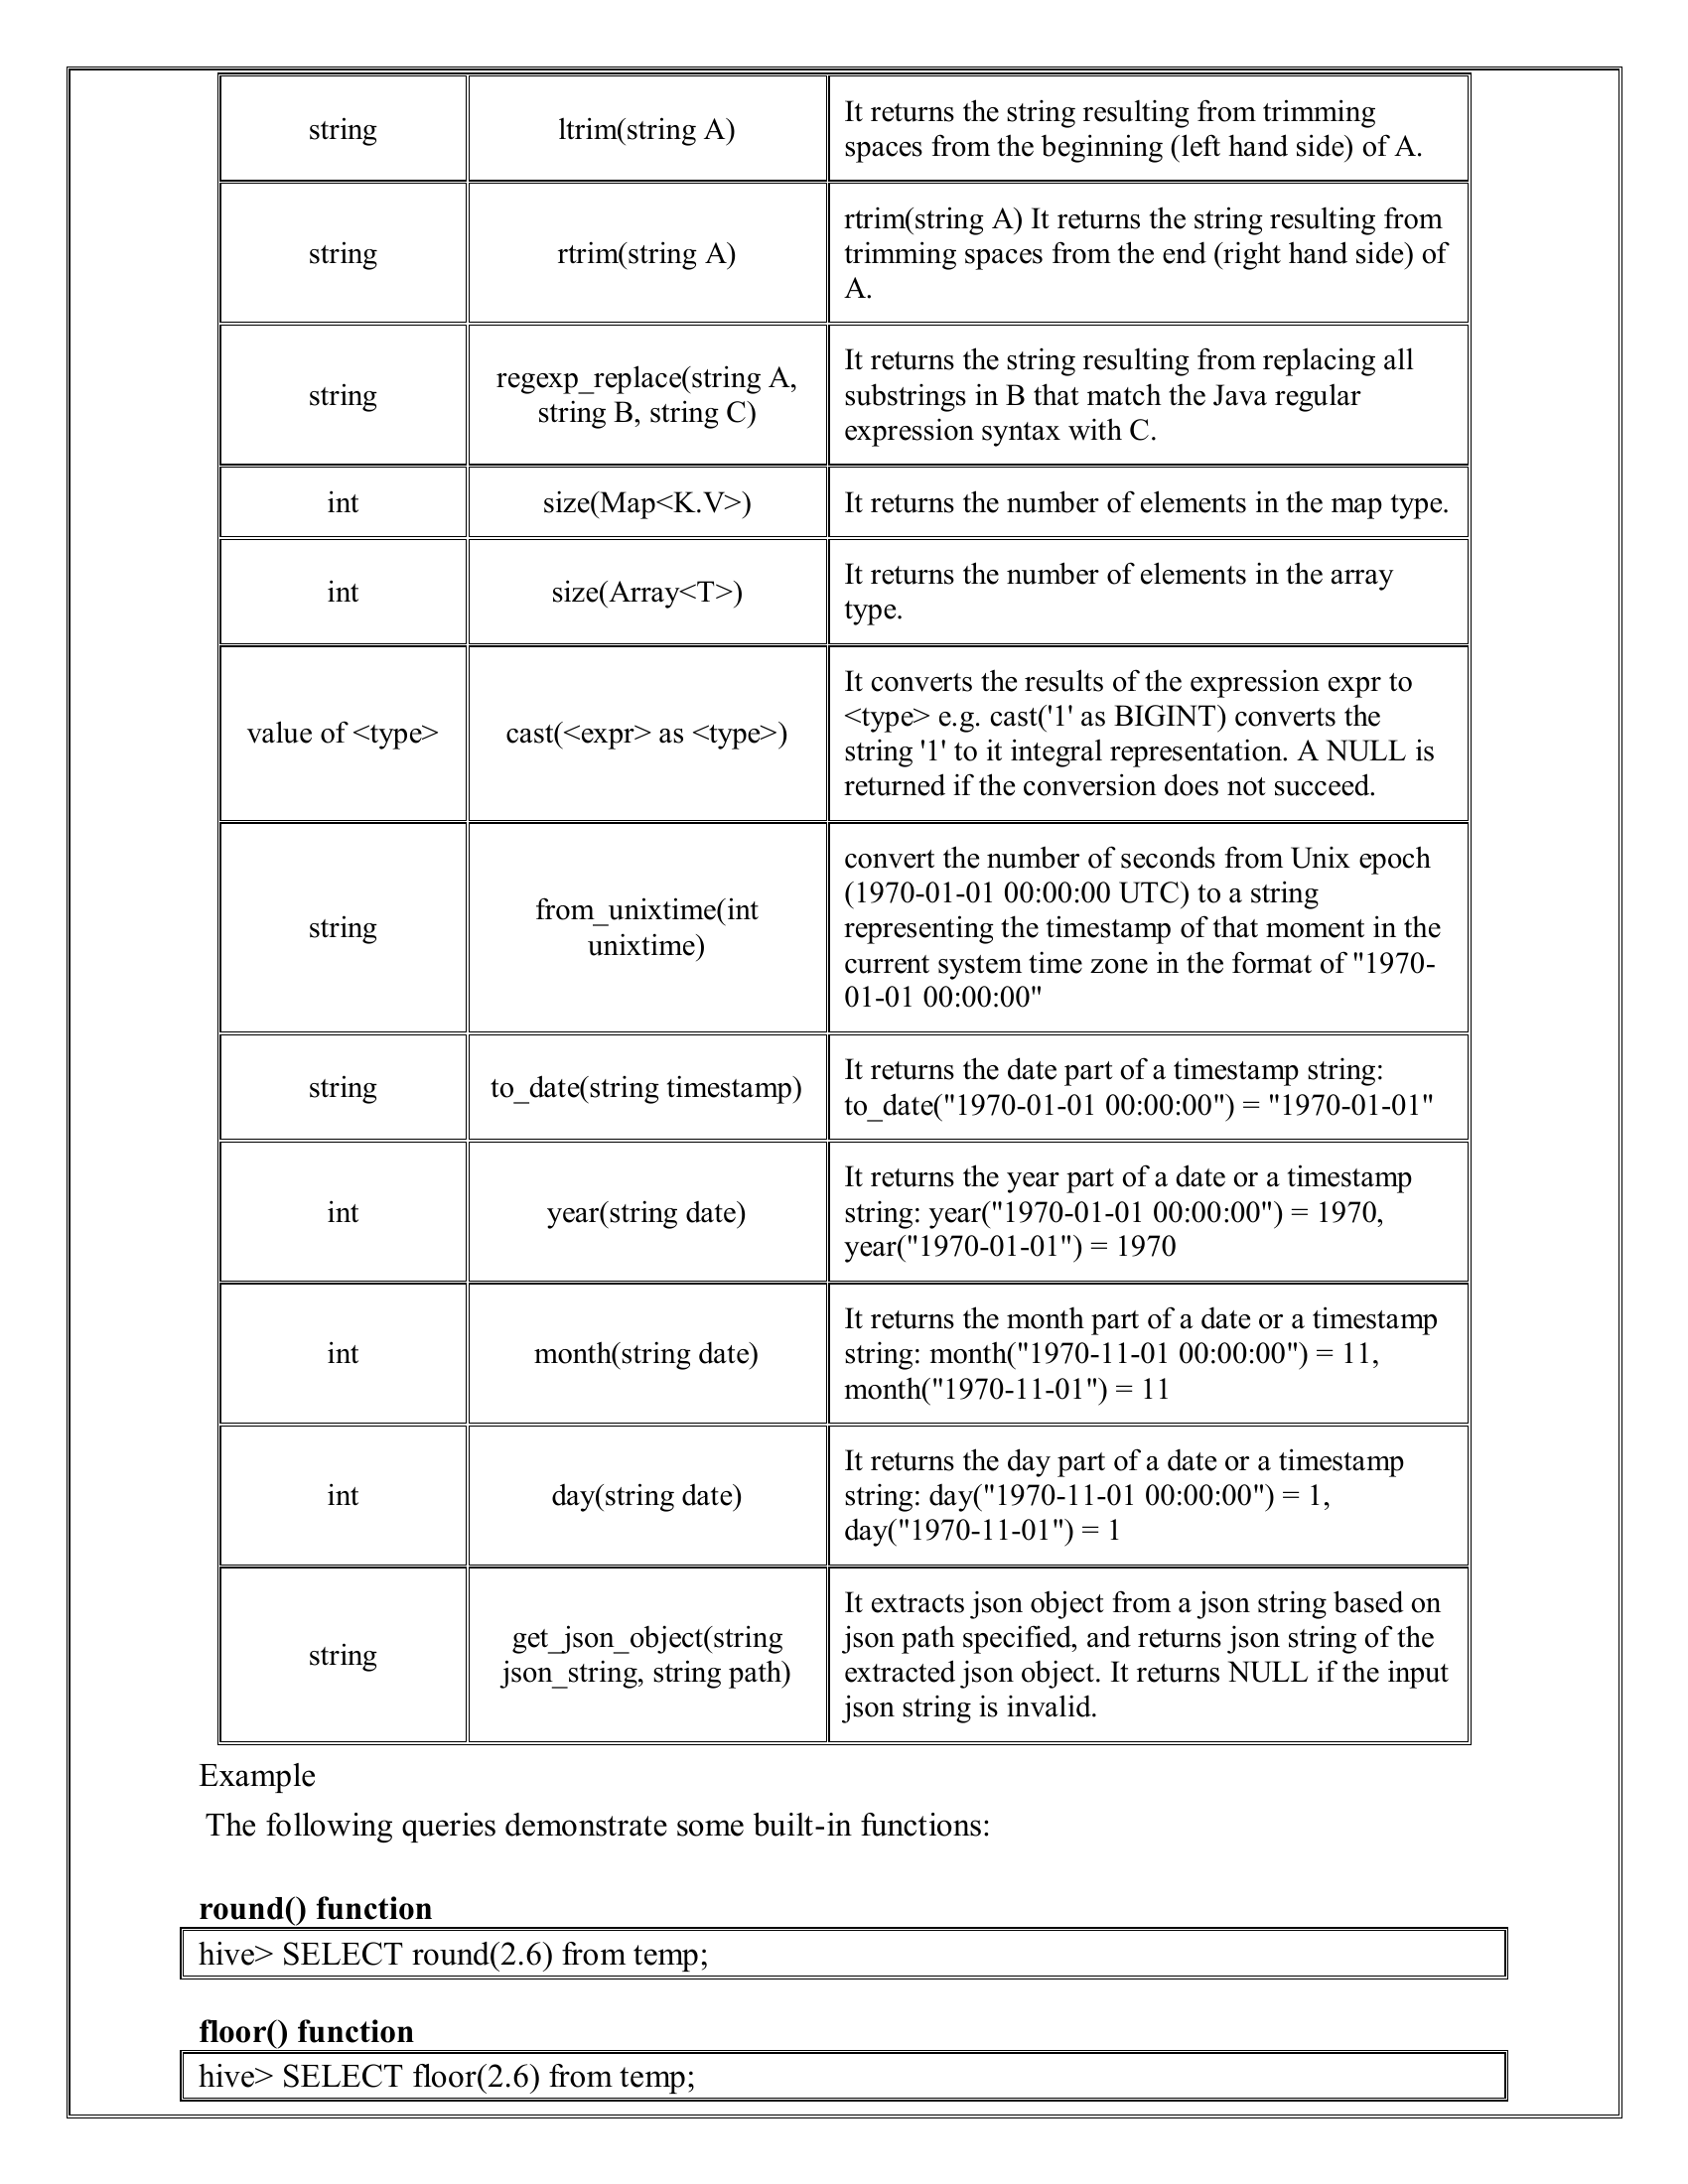 string
ltrim(string A)
It returns the string resulting from trimming
spaces from the beginning (left hand side) of A.
string
rtrim(string A)
rtrim(string A) It returns the string resulting from
trimming spaces from the end (right hand side) of
A.
string
regexp_replace(string A,
string B, string C)
It returns the string resulting from replacing all
substrings in B that match the Java regular
expression syntax with C.
int
size(Map<K.V>)
It returns the number of elements in the map type.
int
size(Array<T>)
It returns the number of elements in the array
type.
value of <type>
cast(<expr> as <type>)
It converts the results of the expression expr to
<type> e.g. cast('1' as BIGINT) converts the
string '1' to it integral representation. A NULL is
returned if the conversion does not succeed.
string
from_unixtime(int
unixtime)
convert the number of seconds from Unix epoch
(1970-01-01 00:00:00 UTC) to a string
representing the timestamp of that moment in the
current system time zone in the format of "1970-
01-01 00:00:00"
string
to_date(string timestamp)
It returns the date part of a timestamp string:
to_date("1970-01-01 00:00:00") = "1970-01-01"
int
year(string date)
It returns the year part of a date or a timestamp
string: year("1970-01-01 00:00:00") = 1970,
year("1970-01-01") = 1970
int
month(string date)
It returns the month part of a date or a timestamp
string: month("1970-11-01 00:00:00") = 11,
month("1970-11-01") = 11
int
day(string date)
It returns the day part of a date or a timestamp
string: day("1970-11-01 00:00:00") = 1,
day("1970-11-01") = 1
string
get_json_object(string
json_string, string path)
It extracts json object from a json string based on
json path specified, and returns json string of the
extracted json object. It returns NULL if the input
json string is invalid.
Example
The following queries demonstrate some built-in functions:
round() function
hive> SELECT round(2.6) from temp;
floor() function
hive> SELECT floor(2.6) from temp;